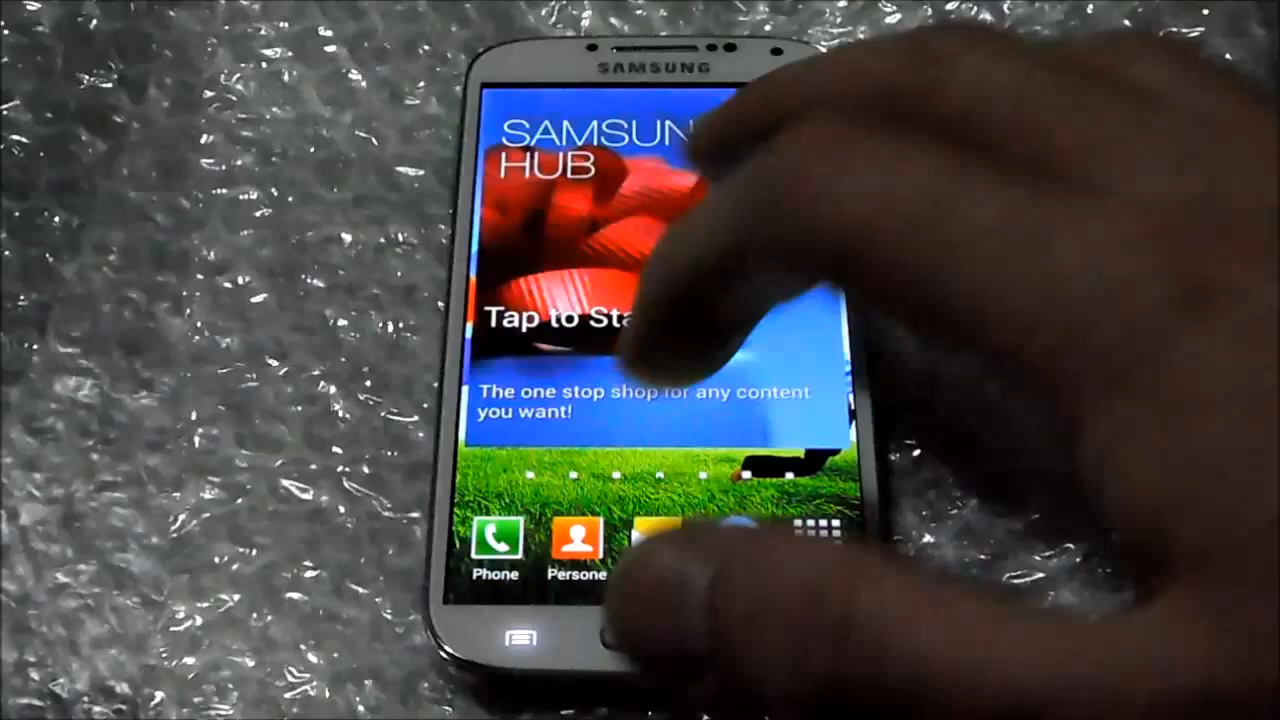 SAMSUNG
SAMSUN
HUB
Tap to Sta
The one stop shop for any content
you want!
Phone
Persone